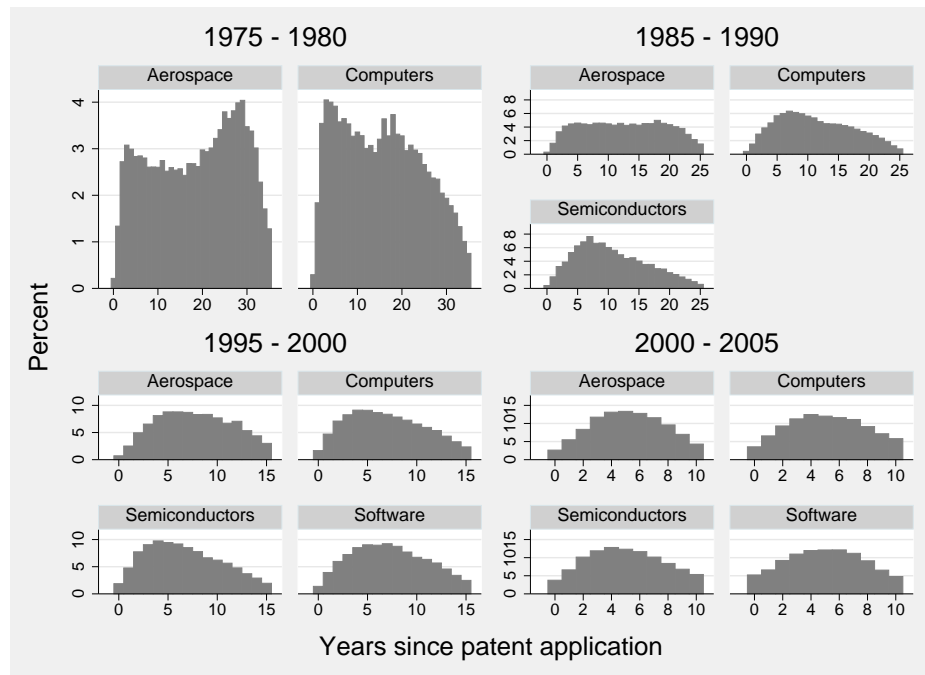 1975 - 1980
Aerospace
Computers
0 1 2 3 4
0 10 20 30
0 10 20 30
1985 - 1990
Aerospace
Computers
0 2 4 6 8
0 5 10 15 20 25
0 5 10 15 20 25
Semiconductors
0 2 4 6 8
0 5 10 15 20 25
Percent
1995 - 2000
Aerospace
Computers
0 5 10
0 5 10 15
0 5 10 15
Semiconductors
Software
0 5 10
0 5 10 15
0 5 10 15
2000 - 2005
Aerospace
Computers
0 5 10 15
0 2 4 6 8 10
0 2 4 6 8 10
Semiconductors
Software
0 5 10 15
0 2 4 6 8 10
0 2 4 6 8 10
Years since patent application